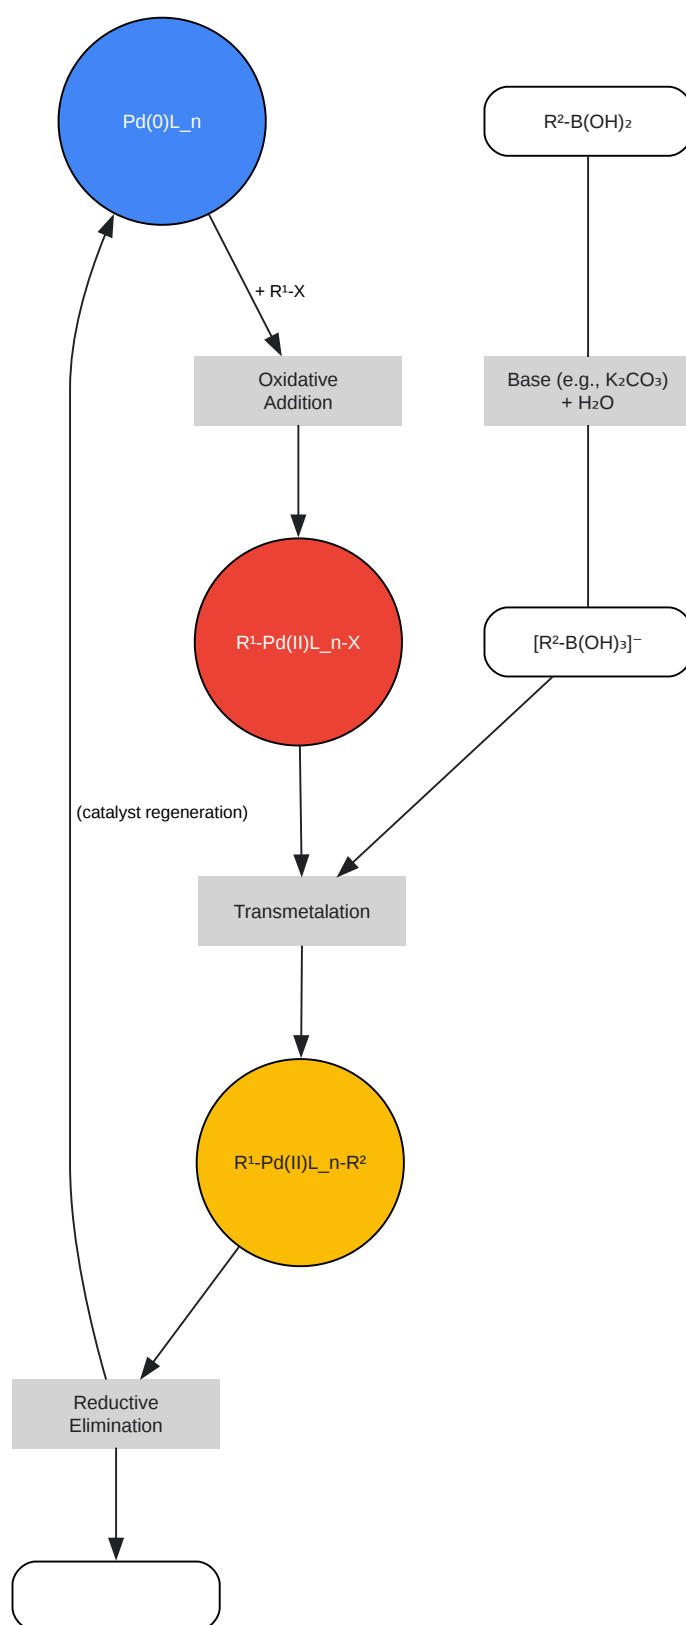 Pd(0)L_n
R²-B(OH)₂
+ R¹-X
Oxidative
Addition
Base (e.g., K₂CO₃)
+ H₂O
R¹-Pd(II)L_n-X
[R²-B(OH)₃]⁻
(catalyst regeneration)
Transmetalation
R¹-Pd(II)L_n-R²
Reductive
Elimination